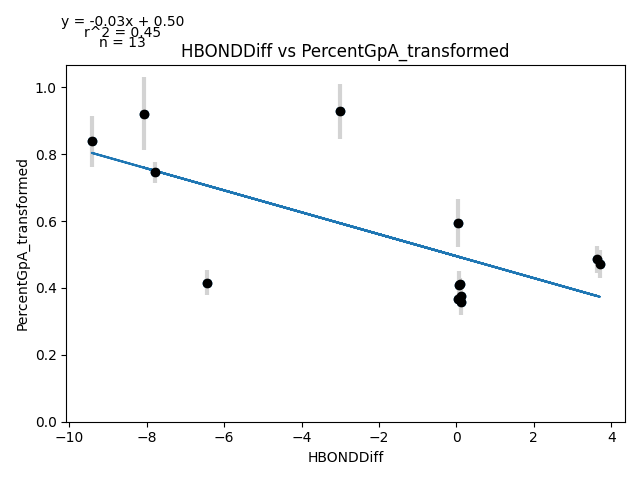 y = -0.03x + 0.50
r^2 = 0.45
n = 13
HBONDDiff vs PercentGpA_transformed
PercentGpA_transformed
1.0
0.8
0.6
0.4
0.2
0.0
−10
−8
−6
−4
−2
0
2
4
HBONDDiff